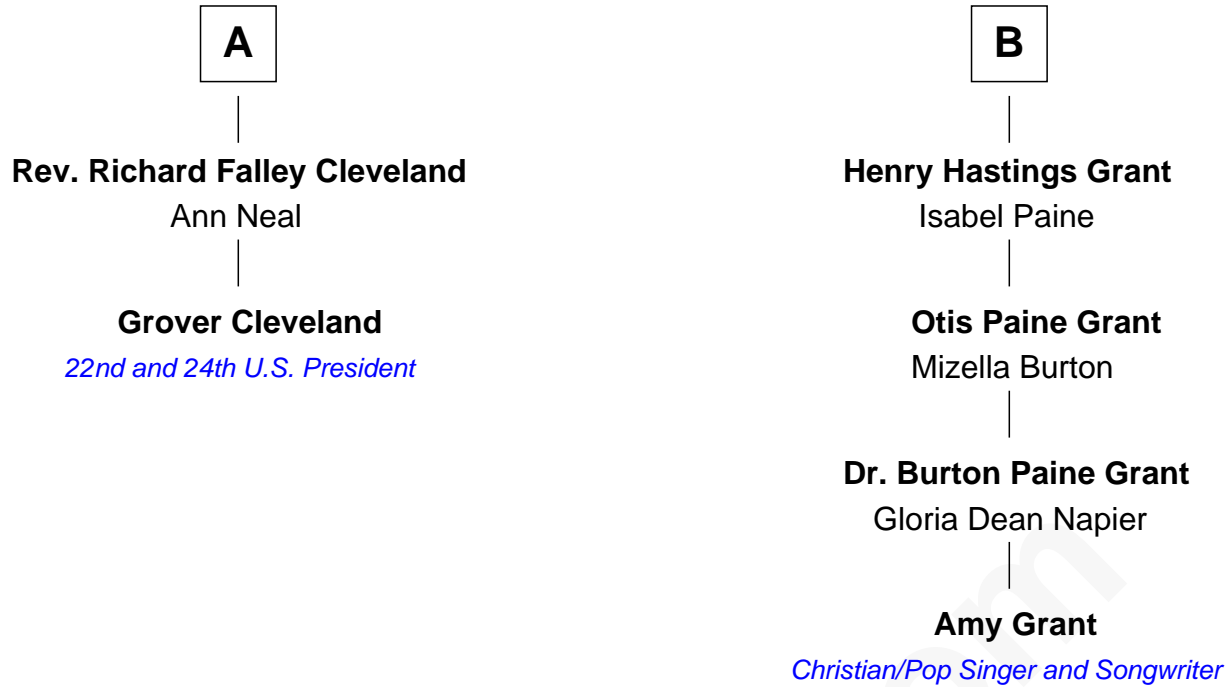 A
Rev. Richard Falley Cleveland
Ann Neal
Grover Cleveland
22nd and 24th U.S. President
B
Henry Hastings Grant
Isabel Paine
Otis Paine Grant
Mizella Burton
Dr. Burton Paine Grant
Gloria Dean Napier
Amy Grant
Christian/Pop Singer and Songwriter